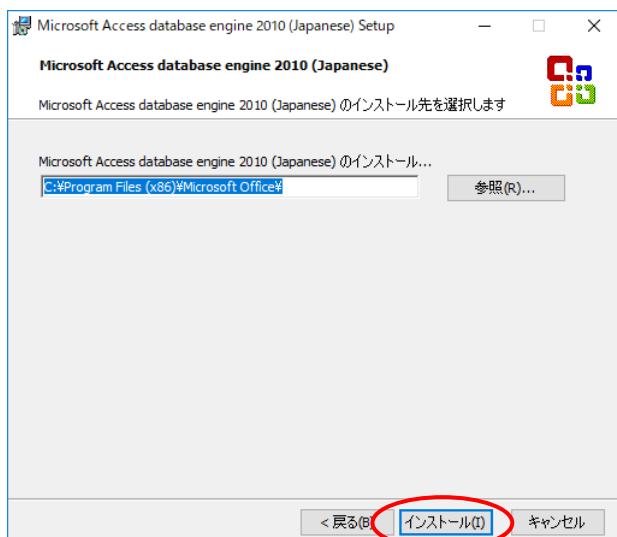 Microsoft Access database engine 2010 (Japanese) Setup
Microsoft Access database engine 2010 (Japanese)
Microsoft Access database engine 2010 (Japanese) のインストール先を選択します
Microsoft Access database engine 2010 (Japanese) のインストール...
C:¥Program Files (x86)¥Microsoft Office¥
参照(R)...
< 戻る(B)
インストール(I)
キャンセル